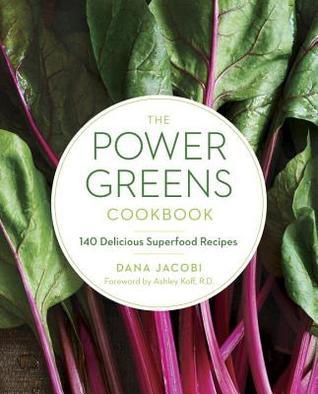 THE
POWER
GREENS
COOKBOOK
140 Delicious Superfood Recipes
DANA JACOBI
Foreword by Ashley Koff, R.D.